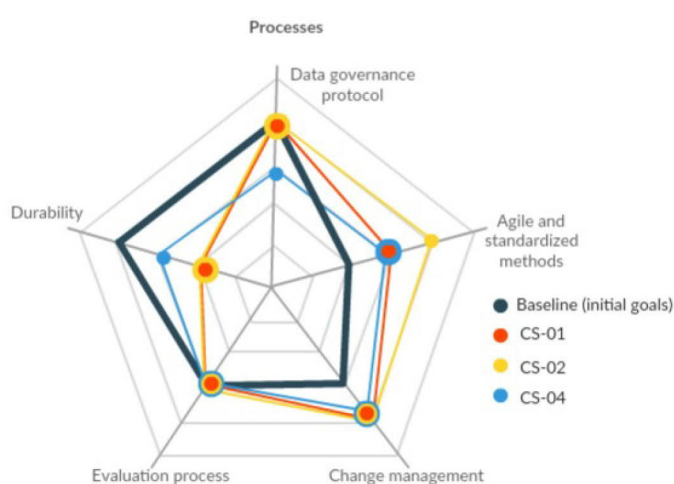 Processes
Data governance
protocol
Durability
Agile and
standardized
methods
Baseline (initial goals)
CS-01
CS-02
CS-04
Evaluation process
Change management